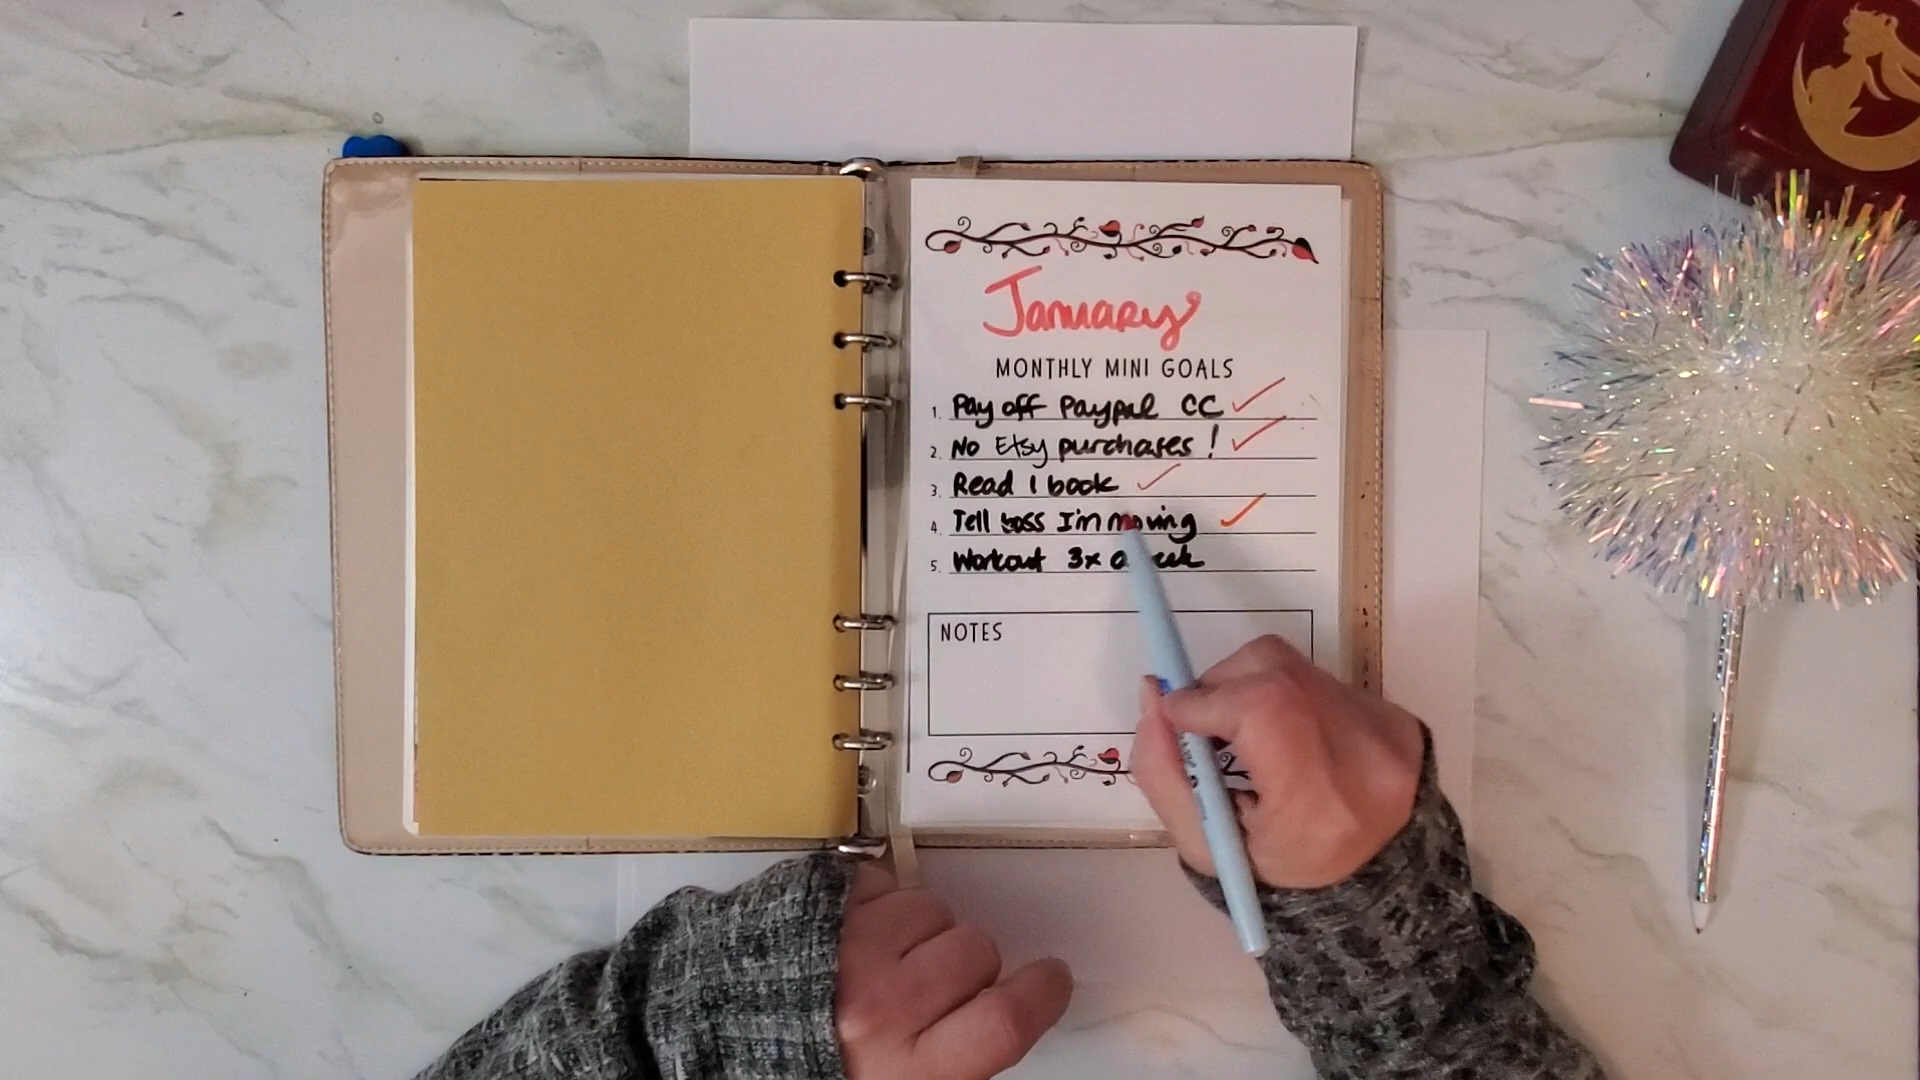 January
MONTHLY MINI GOALS
1. Pay off Paypal CC
2. No Etsy purchases !
3. Read 1 book
4. Tell boss I'm moving
5. Workout 3x a week
NOTES